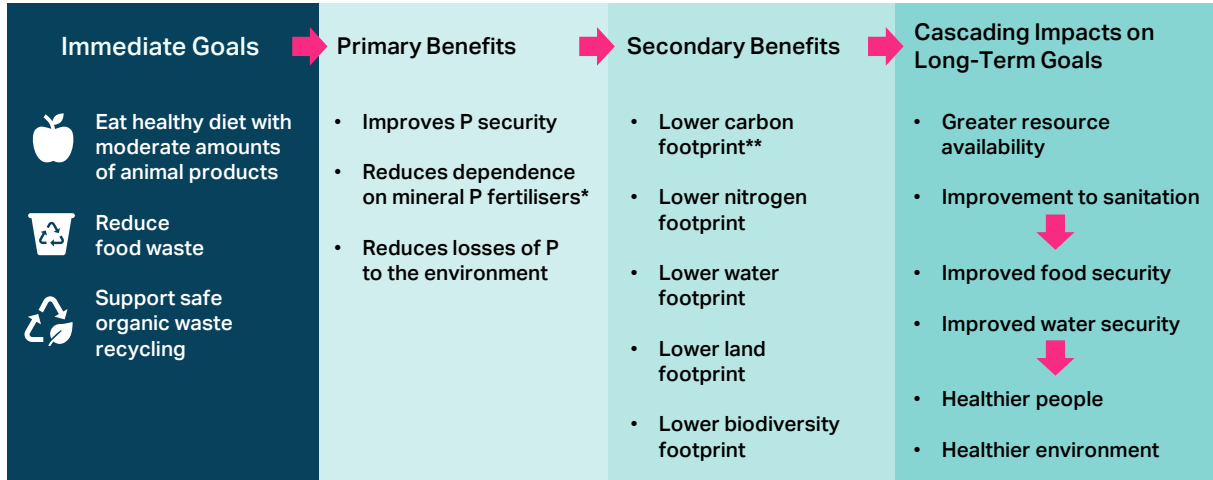 Immediate Goals
Eat healthy diet with
moderate amounts
of animal products
Reduce
food waste
Support safe
organic waste
recycling
Primary Benefits
• Improves P security
• Reduces dependence
on mineral P fertilisers*
• Reduces losses of P
to the environment
Secondary Benefits
• Lower carbon
footprint**
• Lower nitrogen
footprint
• Lower water
footprint
• Lower land
footprint
• Lower biodiversity
footprint
Cascading Impacts on
Long-Term Goals
• Greater resource
availability
• Improvement to sanitation
• Improved food security
• Improved water security
• Healthier people
• Healthier environment